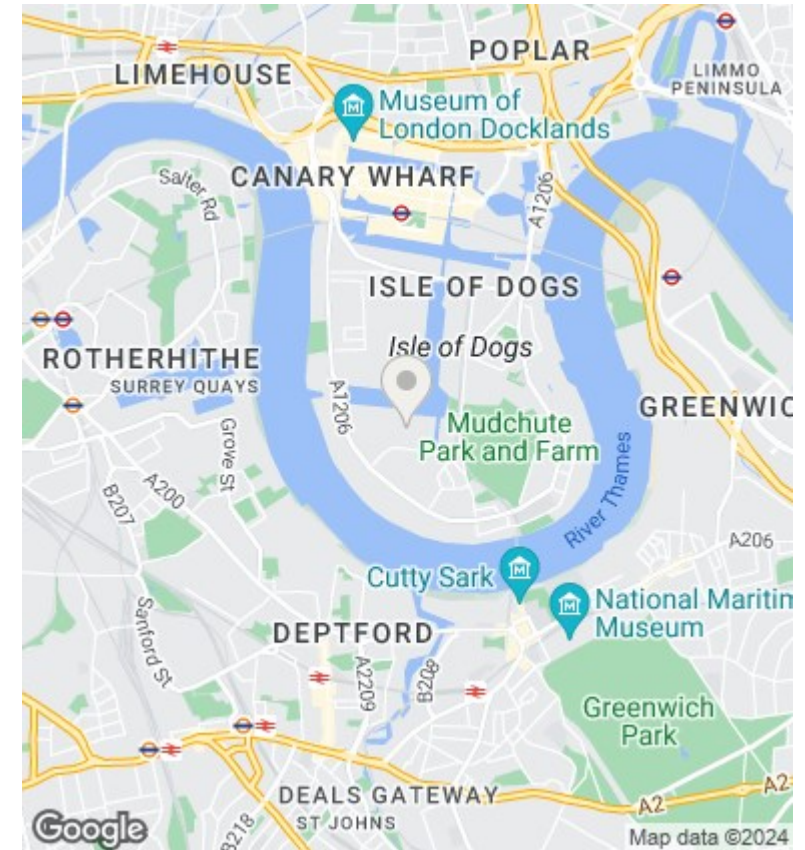 POPLAR
LIMEHOUSE
LIMMO
PENINSULA
Museum of
London Docklands
Salter Rd
CANARY WHARF
A1206
ISLE OF DOGS
Isle of Dogs
ROTHERHITHE
SURREY QUAYS
A1206
GREENWIC
Mudchute
Park and Farm
Grove St
A200
B207
River Thames
A206
Cutty Sark
National Maritim
Museum
Sanford St
DEPTFORD
A2209
B208
Greenwich
Park
A2
A2
DEALS GATEWAY
ST JOHNS
B218
Google
Map data ©2024